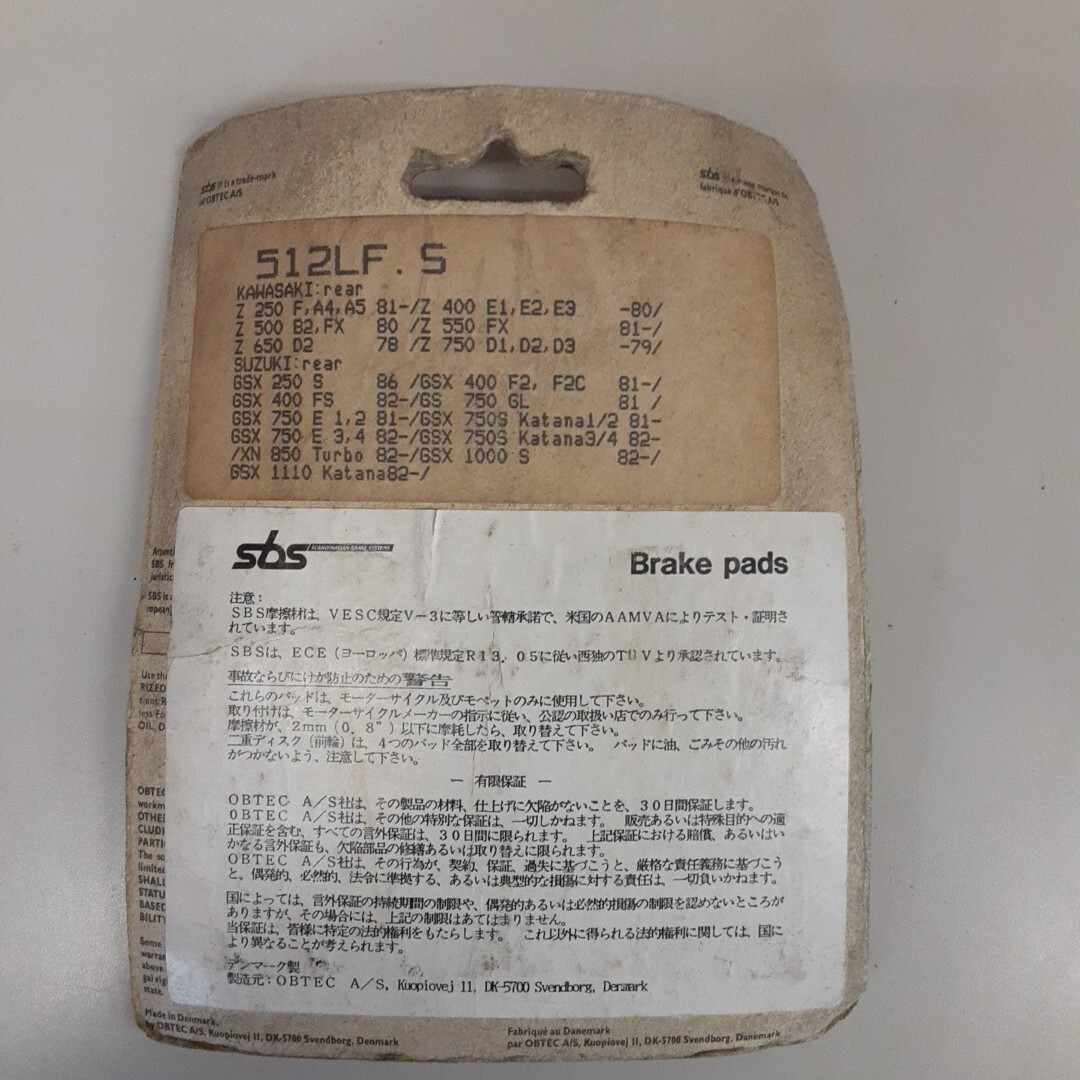 sbs ® is a trade-mark
of OBTEC A/S
sbs ® est
fabrique d'OBTEC A/S
512LF.S
KAWASAKI:rear
Z 250 F,A4,A5 81-/Z 400 E1,E2,E3 -80/
Z 500 B2,FX 80 /Z 550 FX 81-/
Z 650 D2 78 /Z 750 D1,D2,D3 -79/
SUZUKI:rear
GSX 250 S 86 /GSX 400 F2, F2C 81-/
GSX 400 FS 82-/GS 750 GL 81 /
GSX 750 E 1,2 81-/GSX 750S Katana1/2 81-
GSX 750 E 3,4 82-/GSX 750S Katana3/4 82-
/XN 850 Turbo 82-/GSX 1000 S 82-/
GSX 1110 Katana82-/
sbs SCANDINAVIAN BRAKE SYSTEMS
Brake pads
注意：
ＳＢＳ摩擦材は、ＶＥＳＣ規定Ｖ－３に等しい管轄承諾で、米国のＡＡＭＶＡによりテスト・証明さ
れています。
ＳＢＳは、ＥＣＥ（ヨーロッパ）標準規定Ｒ１３．０５に従い西独のＴＵＶより承認されています。
事故ならびにけが防止のための警告
これらのパッドは、モーターサイクル及びモペットのみに使用して下さい。
取り付けは、モーターサイクルメーカーの指示に従い、公認の取扱い店でのみ行って下さい。
摩擦材が、２mm（０．８”）以下に摩耗したら、取り替えて下さい。
二重ディスク（前輪）は、４つのパッド全部を取り替えて下さい。 パッドに油、ごみその他の汚れ
がつかないよう、注意して下さい。
－ 有限保証 －
ＯＢＴＥＣ Ａ／Ｓ社は、その製品の材料、仕上げに欠陥がないことを、３０日間保証します。
ＯＢＴＥＣ Ａ／Ｓ社は、その他の特別な保証は、一切しかねます。 販売あるいは特殊目的への適
正保証を含む、すべての言外保証は、３０日間に限られます。 上記保証における賠償、あるいはい
かなる言外保証も、欠陥部品の修繕あるいは取り替えに限られます。
ＯＢＴＥＣ Ａ／Ｓ社は、その行為が、契約、保証、過失に基づこうと、厳格な責任義務に基づこう
と、偶発的、必然的、法令に準拠する、あるいは典型的な損傷に対する責任は、一切負いかねます。
国によっては、言外保証の持続期間の制限や、偶発的あるいは必然的損傷の制限を認めないところが
ありますが、その場合には、上記の制限はあてはまりません。
当保証は、皆様に特定の法的権利をもたらします。 これ以外に得られる法的権利に関しては、国に
より異なることが考えられます。
デンマーク製
製造元：ＯＢＴＥＣ Ａ／Ｓ, Kuopiovej 11, DK-5700 Svendborg, Denmark
SBS
OBTEC
OTHER
PARTI
SHALL
STATU
BASED
BILITY
Some
above
state.
Made in Denmark,
by OBTEC A/S, Kuopiovej 11, DK-5700 Svendborg, Denmark
Fabriqué au Danemark
par OBTEC A/S, Kuopiovej 11, DK-5700 Svendborg, Danemark